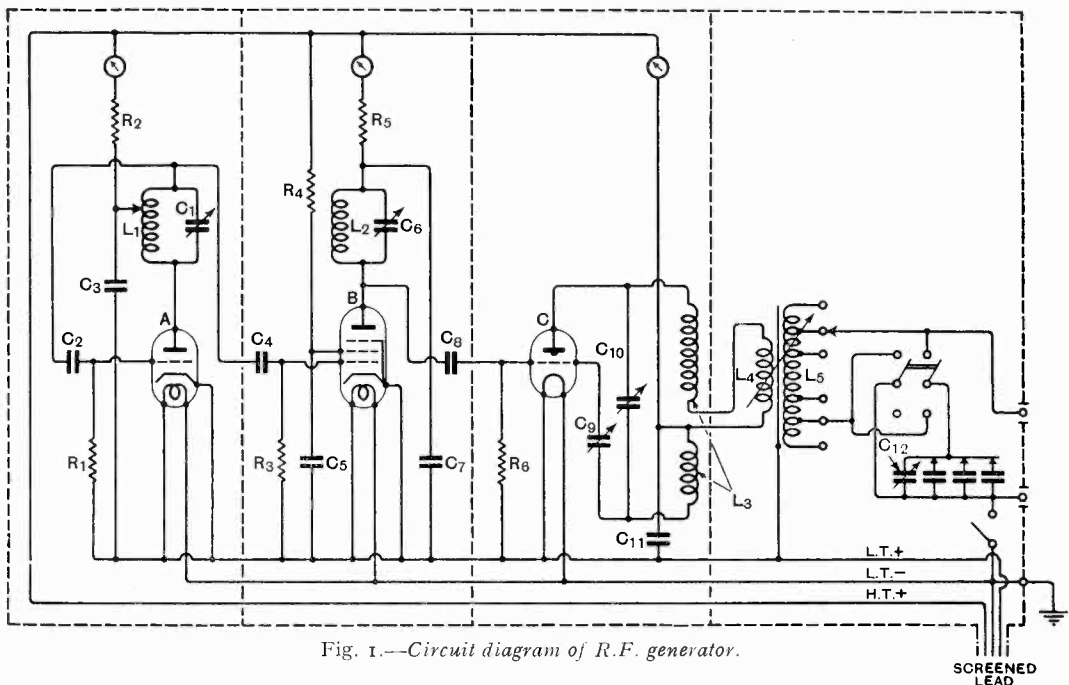 R2
R5
R4
C1
L1
L2
C6
C3
A
B
C
C2
C4
C8
C10
L4
L5
C9
R1
R3
C5
C7
R6
L3
C12
C11
L.T.+
L.T.−
H.T.+
Fig. 1.—Circuit diagram of R.F. generator.
SCREENED
LEAD